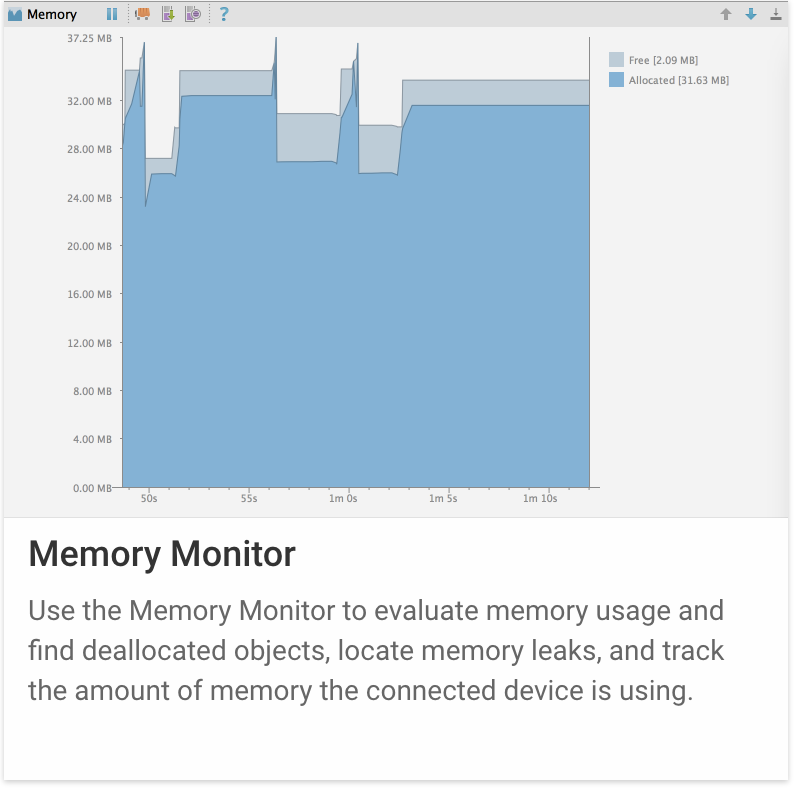 Memory ?
37.25 MB
Free [2.09 MB]
Allocated [31.63 MB]
32.00 MB
28.00 MB
24.00 MB
20.00 MB
16.00 MB
12.00 MB
8.00 MB
4.00 MB
0.00 MB
50s 55s 1m 0s 1m 5s 1m 10s
Memory Monitor
Use the Memory Monitor to evaluate memory usage and
find deallocated objects, locate memory leaks, and track
the amount of memory the connected device is using.